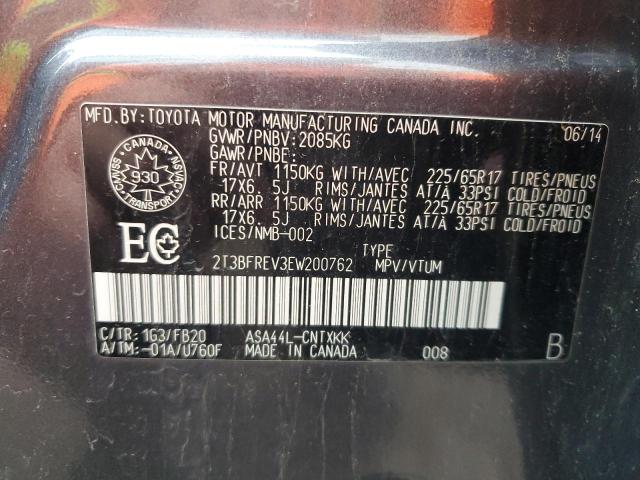 MFD.BY:TOYOTA MOTOR MANUFACTURING CANADA INC. 06/14
GVWR/PNBV:2085KG
GAWR/PNBE:
FR/AVT 1150KG WITH/AVEC 225/65R17 TIRES/PNEUS
17X6.5J RIMS/JANTES AT/À 33PSI COLD/FROID
RR/ARR 1150KG WITH/AVEC 225/65R17 TIRES/PNEUS
17X6.5J RIMS/JANTES AT/À 33PSI COLD/FROID
ICES/NMB-002
CANADA
CMVSS 930 NSVAC
TRANSPORT
EC
TYPE
2T3BFREV3EW200762 MPV/VTUM
C/TR: 1G3/FB20 ASA44L-CNTXKK
A/TM: -01A/U760F MADE IN CANADA 008 B